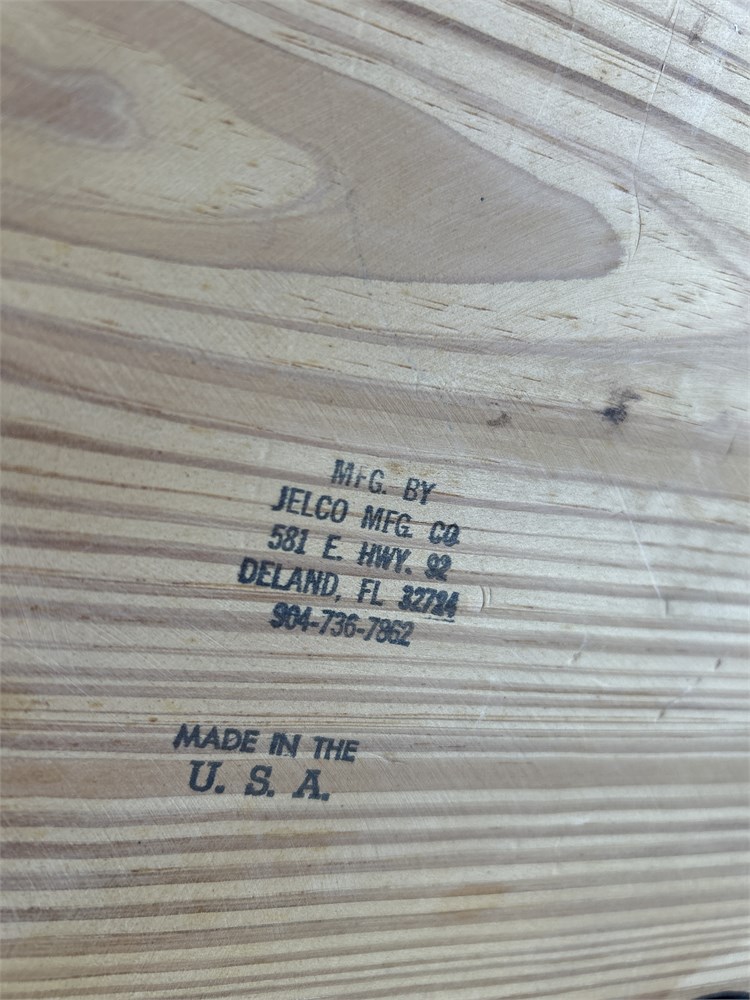 MFG. BY
JELCO MFG. CO.
581 E. HWY. 92
DELAND, FL 32724
904-736-7862
MADE IN THE
U. S. A.